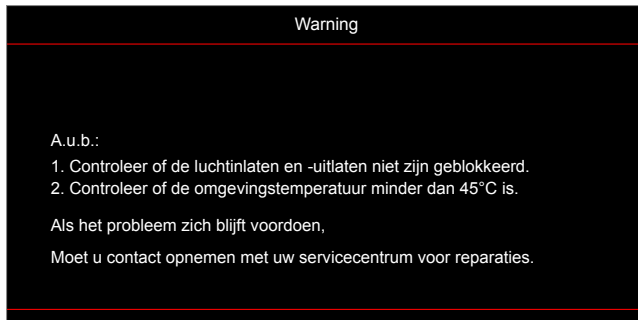 Warning
A.u.b.:
1. Controleer of de luchtinlaten en -uitlaten niet zijn geblokkeerd.
2. Controleer of de omgevingstemperatuur minder dan 45°C is.
Als het probleem zich blijft voordoen,
Moet u contact opnemen met uw servicecentrum voor reparaties.